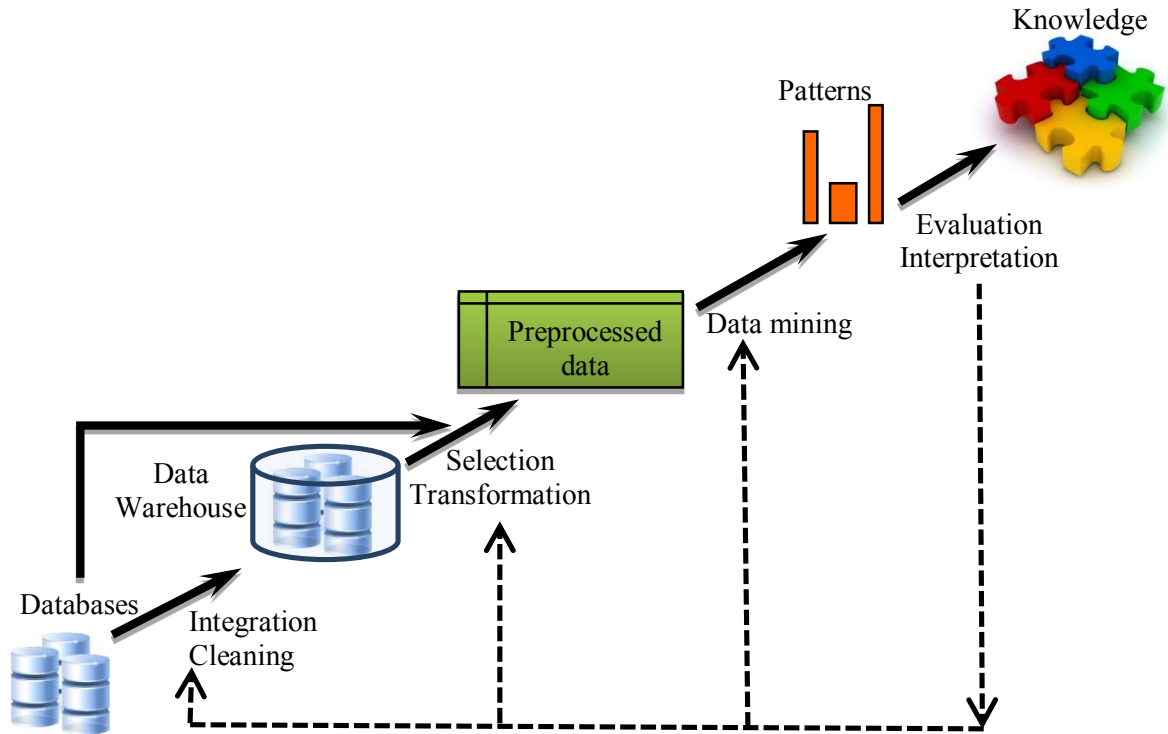 Knowledge
Patterns
Evaluation
Interpretation
Preprocessed
data
Data mining
Data
Warehouse
Selection
Transformation
Databases
Integration
Cleaning